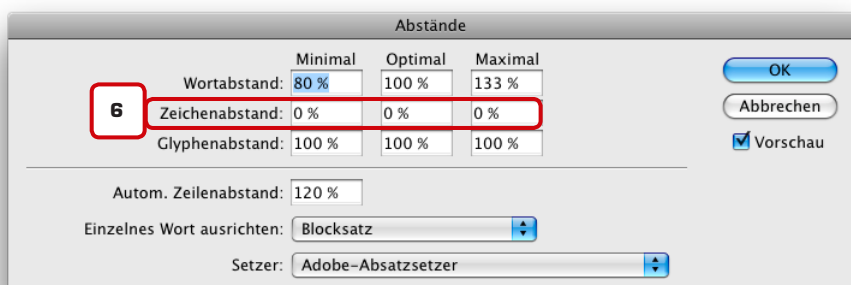 Abstände
Minimal Optimal Maximal
Wortabstand: 80 % 100 % 133 % OK
6 Zeichenabstand: 0 % 0 % 0 % Abbrechen
Glyphenabstand: 100 % 100 % 100 % Vorschau
Autom. Zeilenabstand: 120 %
Einzelnes Wort ausrichten: Blocksatz
Setzer: Adobe-Absatzsetzer